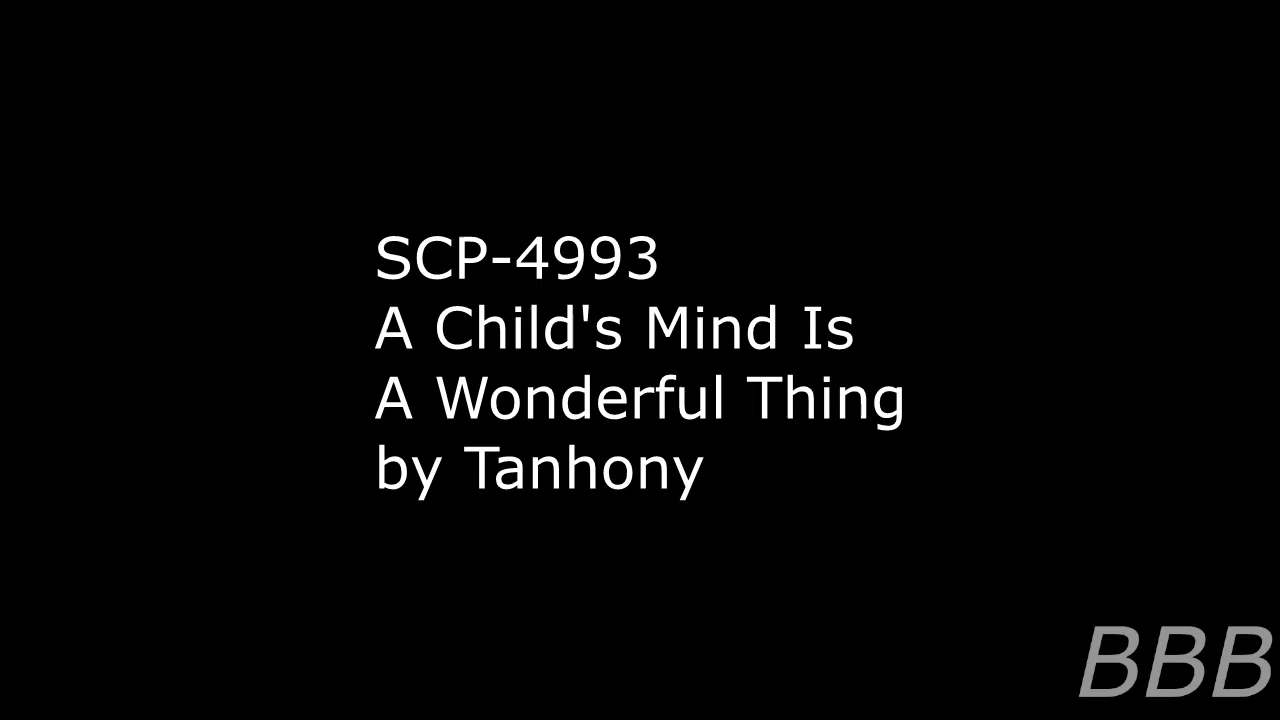 SCP-4993
A Child's Mind Is
A Wonderful Thing
by Tanhony
BBB